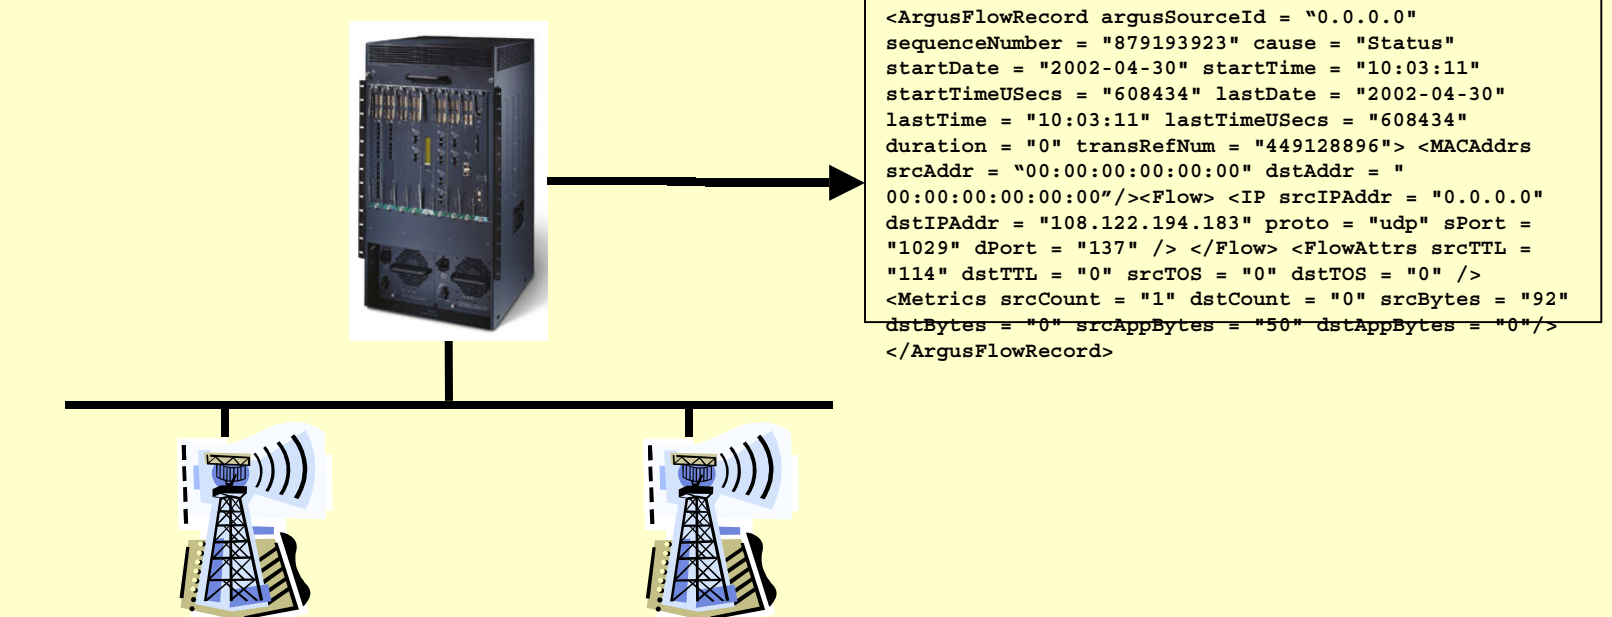 <ArgusFlowRecord argusSourceId = “0.0.0.0"
sequenceNumber = "879193923" cause = "Status"
startDate = "2002-04-30" startTime = "10:03:11"
startTimeUSecs = "608434" lastDate = "2002-04-30"
lastTime = "10:03:11" lastTimeUSecs = "608434"
duration = "0" transRefNum = "449128896"> <MACAddrs
srcAddr = “00:00:00:00:00:00" dstAddr = "
00:00:00:00:00:00”/><Flow> <IP srcIPAddr = "0.0.0.0"
dstIPAddr = "108.122.194.183" proto = "udp" sPort =
"1029" dPort = "137" /> </Flow> <FlowAttrs srcTTL =
"114" dstTTL = "0" srcTOS = "0" dstTOS = "0" />
<Metrics srcCount = "1" dstCount = "0" srcBytes = "92"
dstBytes = "0" srcAppBytes = "50" dstAppBytes = "0"/>
</ArgusFlowRecord>